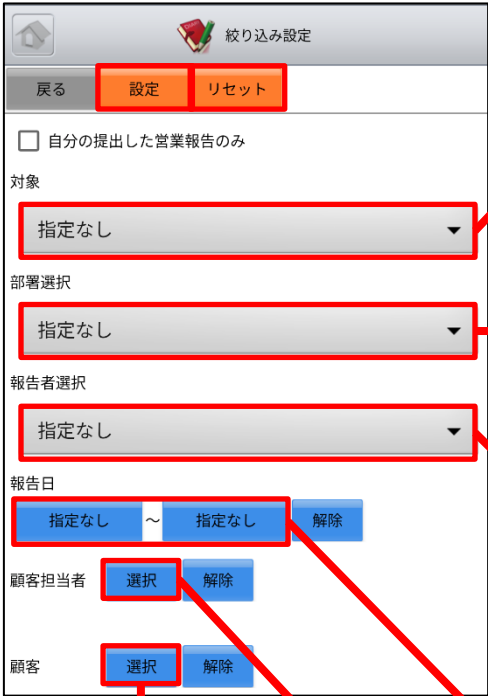 絞り込み設定
戻る 設定 リセット
自分の提出した営業報告のみ
対象
指定なし
部署選択
指定なし
報告者選択
指定なし
報告日
指定なし ～ 指定なし 解除
顧客担当者 選択 解除
顧客 選択 解除